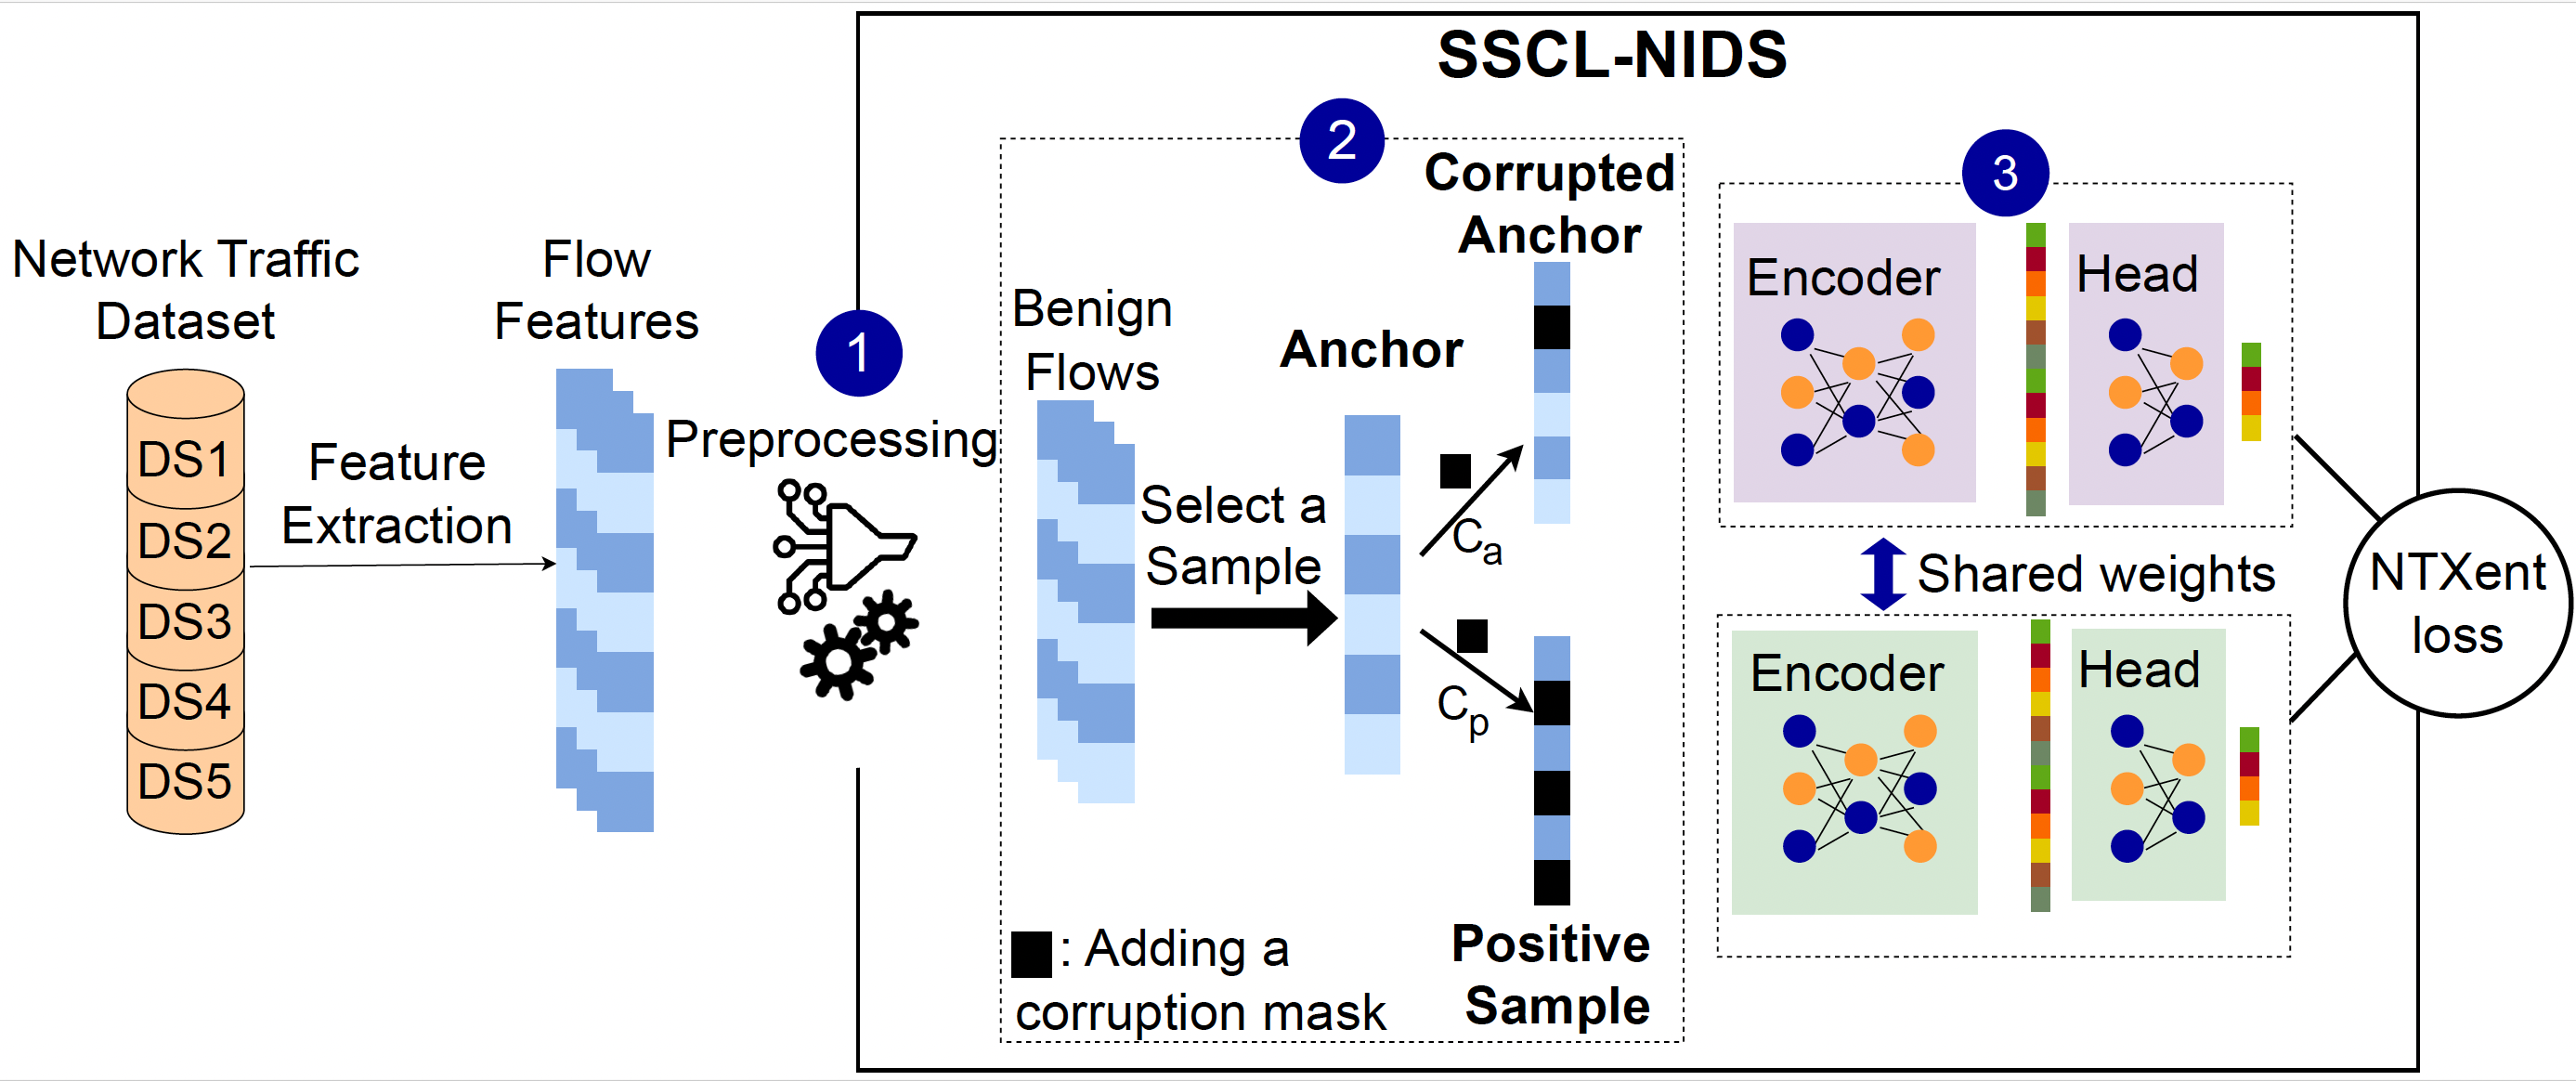 SSCL-NIDS
Network Traffic
Dataset
DS1
DS2
DS3
DS4
DS5
Feature
Extraction
Flow
Features
1
Preprocessing
2
Benign
Flows
Select a
Sample
Anchor
Corrupted
Anchor
Ca
Cp
Positive
Sample
: Adding a
corruption mask
3
Encoder
Head
Shared weights
Encoder
Head
NTXent
loss